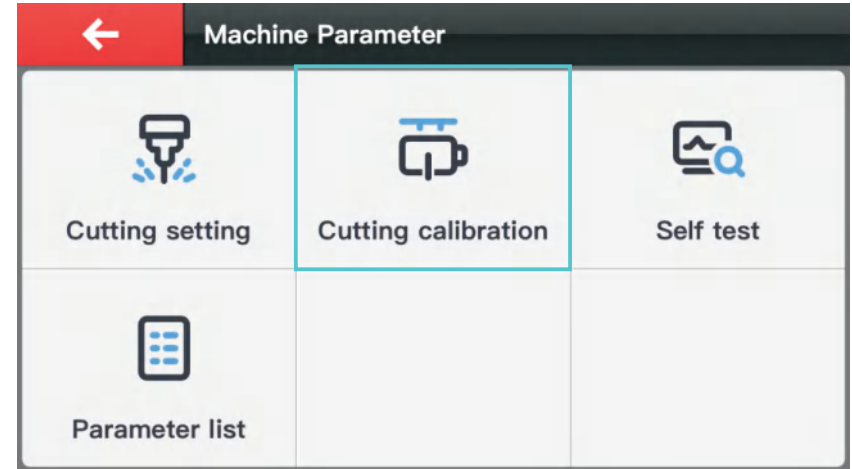 Machine Parameter
Cutting setting
Cutting calibration
Self test
Parameter list